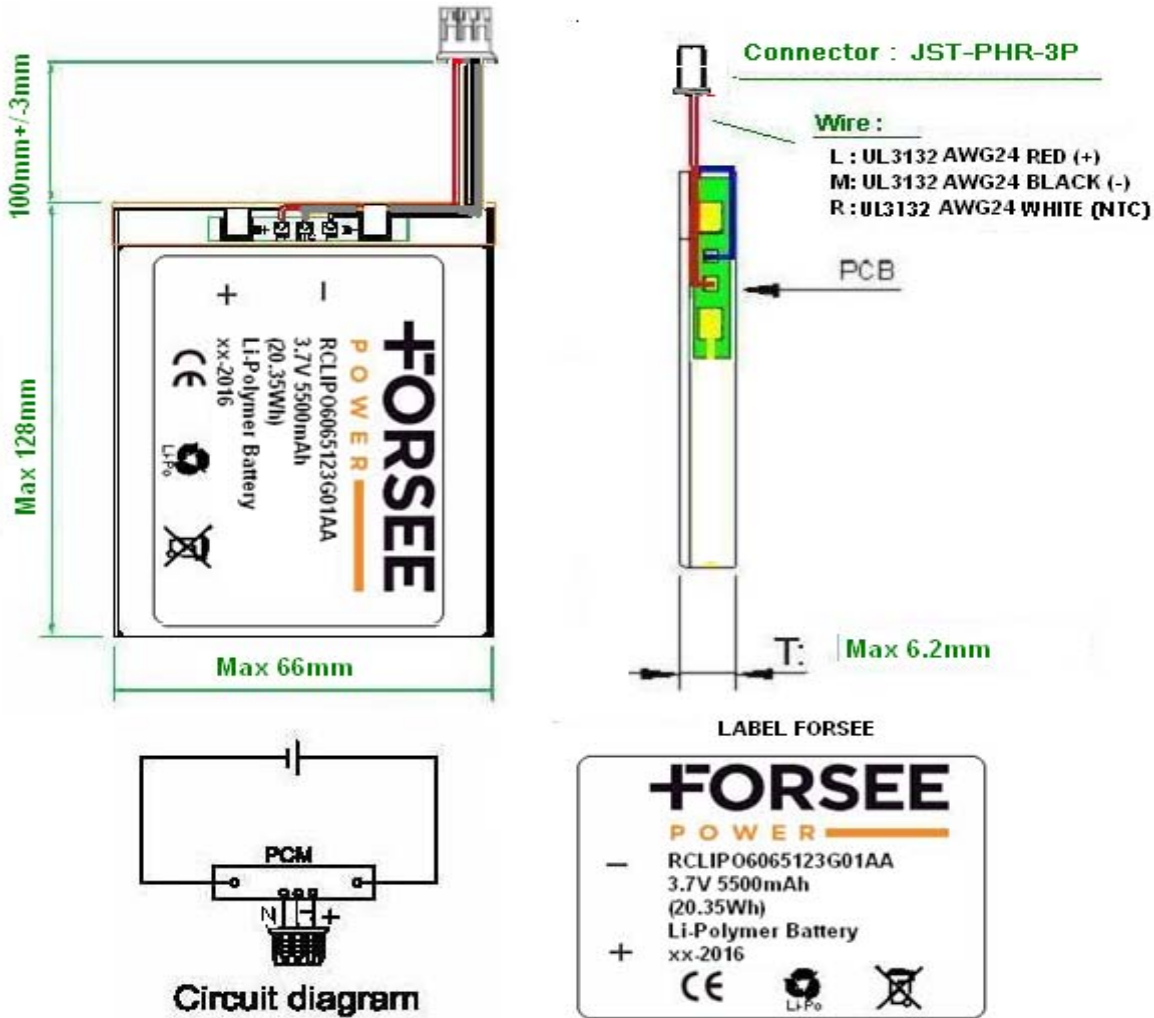 100mm+/-3mm
Max 128mm
Max 66mm
+ -
FORSEE
POWER
RCLIPO6065123G01AA
3.7V 5500mAh
(20.35Wh)
Li-Polymer Battery
xx-2016
CE
Li-Po
Connector : JST-PHR-3P
Wire :
L : UL3132 AWG24 RED (+)
M: UL3132 AWG24 BLACK (-)
R : UL3132 AWG24 WHITE (NTC)
PCB
T: Max 6.2mm
PCM
Circuit diagram
LABEL FORSEE
FORSEE
POWER
- RCLIPO6065123G01AA
3.7V 5500mAh
(20.35Wh)
Li-Polymer Battery
+ xx-2016
CE
Li-Po